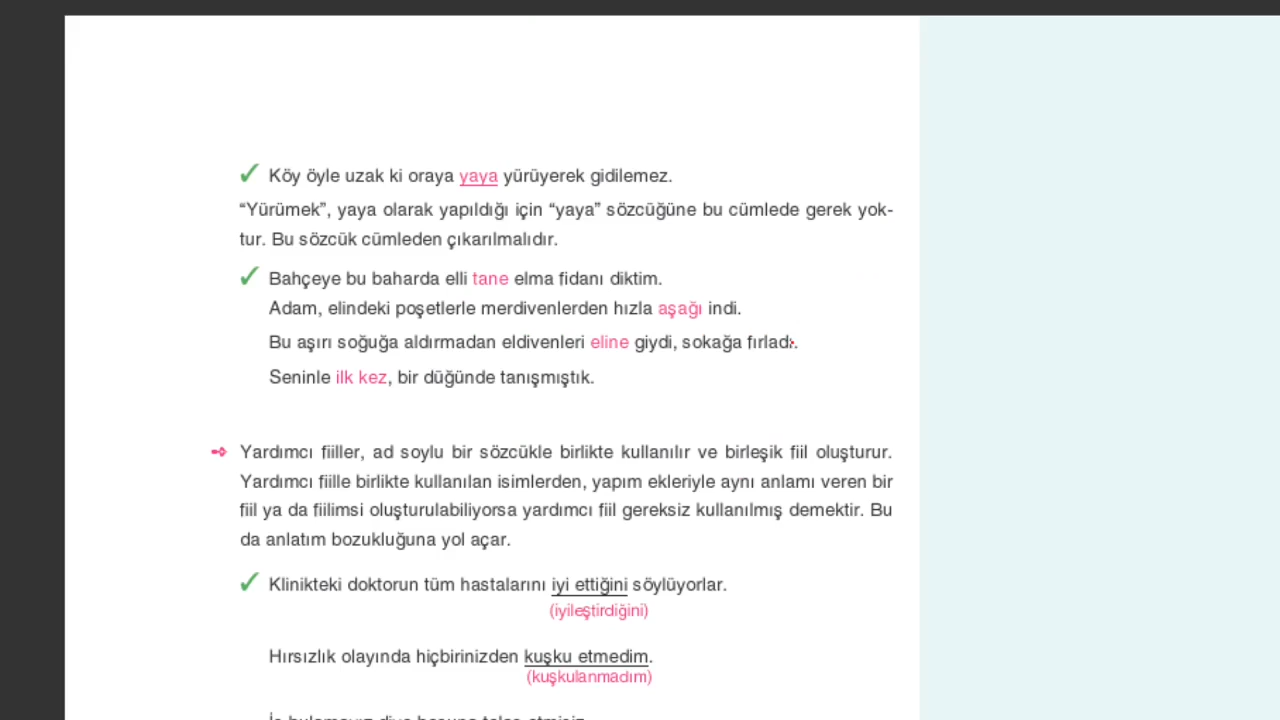 Köy öyle uzak ki oraya yaya yürüyerek gidilemez.
“Yürümek”, yaya olarak yapıldığı için “yaya” sözcüğüne bu cümlede gerek yok-
tur. Bu sözcük cümleden çıkarılmalıdır.
Bahçeye bu baharda elli tane elma fidanı diktim.
Adam, elindeki poşetlerle merdivenlerden hızla aşağı indi.
Bu aşırı soğuğa aldırmadan eldivenleri eline giydi, sokağa fırladı.
Seninle ilk kez, bir düğünde tanışmıştık.
Yardımcı fiiller, ad soylu bir sözcükle birlikte kullanılır ve birleşik fiil oluşturur.
Yardımcı fiille birlikte kullanılan isimlerden, yapım ekleriyle aynı anlamı veren bir
fiil ya da fiilimsi oluşturulabiliyorsa yardımcı fiil gereksiz kullanılmış demektir. Bu
da anlatım bozukluğuna yol açar.
Klinikteki doktorun tüm hastalarını iyi ettiğini söylüyorlar.
(iyileştirdiğini)
Hırsızlık olayında hiçbirinizden kuşku etmedim.
(kuşkulanmadım)